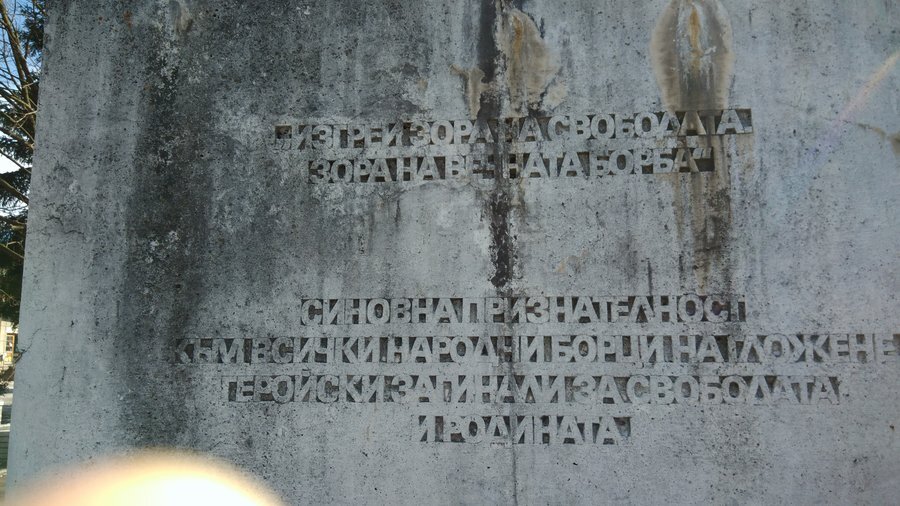 „ИЗГРЕЙ ЗОРА НА СВОБОДАТА
ЗОРА НА ВЕЧНАТА БОРБА“
СИНОВНА ПРИЗНАТЕЛНОСТ
КЪМ ВСИЧКИ НАРОДНИ БОРЦИ НА ГЛОЖЕНЕ
ГЕРОЙСКИ ЗАГИНАЛИ ЗА СВОБОДАТА
И РОДИНАТА